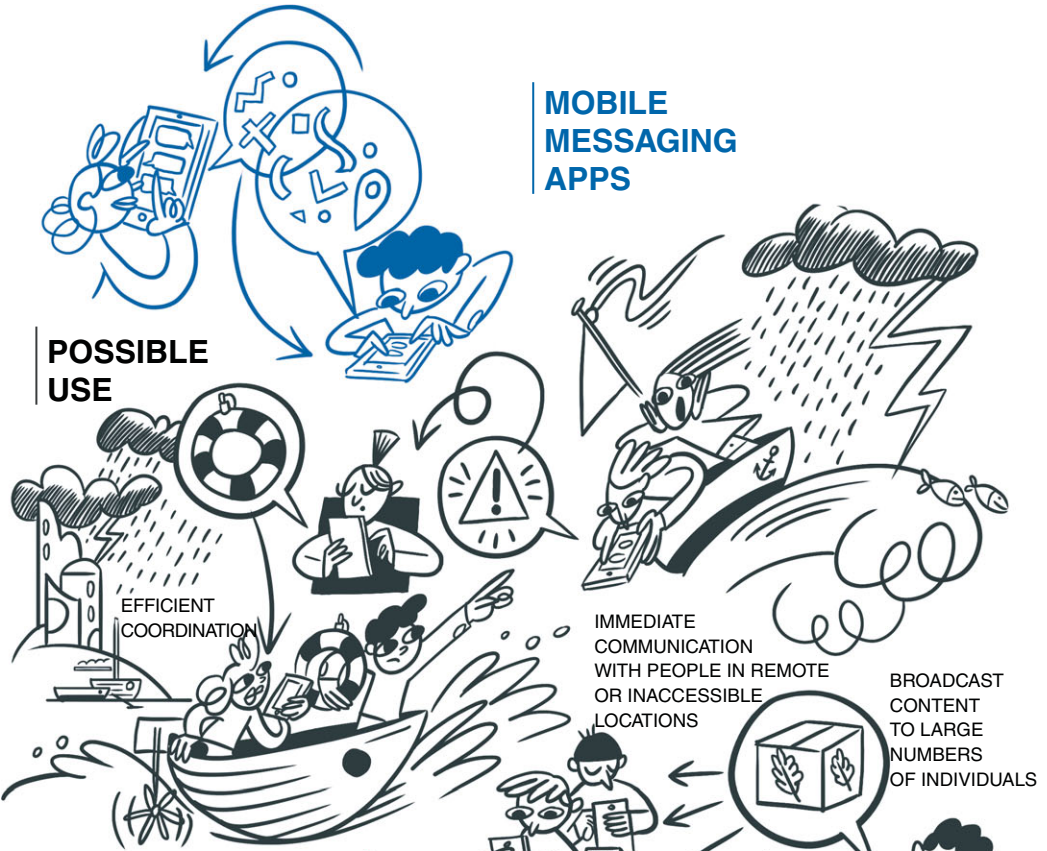 MOBILE
MESSAGING
APPS
POSSIBLE
USE
EFFICIENT
COORDINATION
IMMEDIATE
COMMUNICATION
WITH PEOPLE IN REMOTE
OR INACCESSIBLE
LOCATIONS
BROADCAST
CONTENT
TO LARGE
NUMBERS
OF INDIVIDUALS